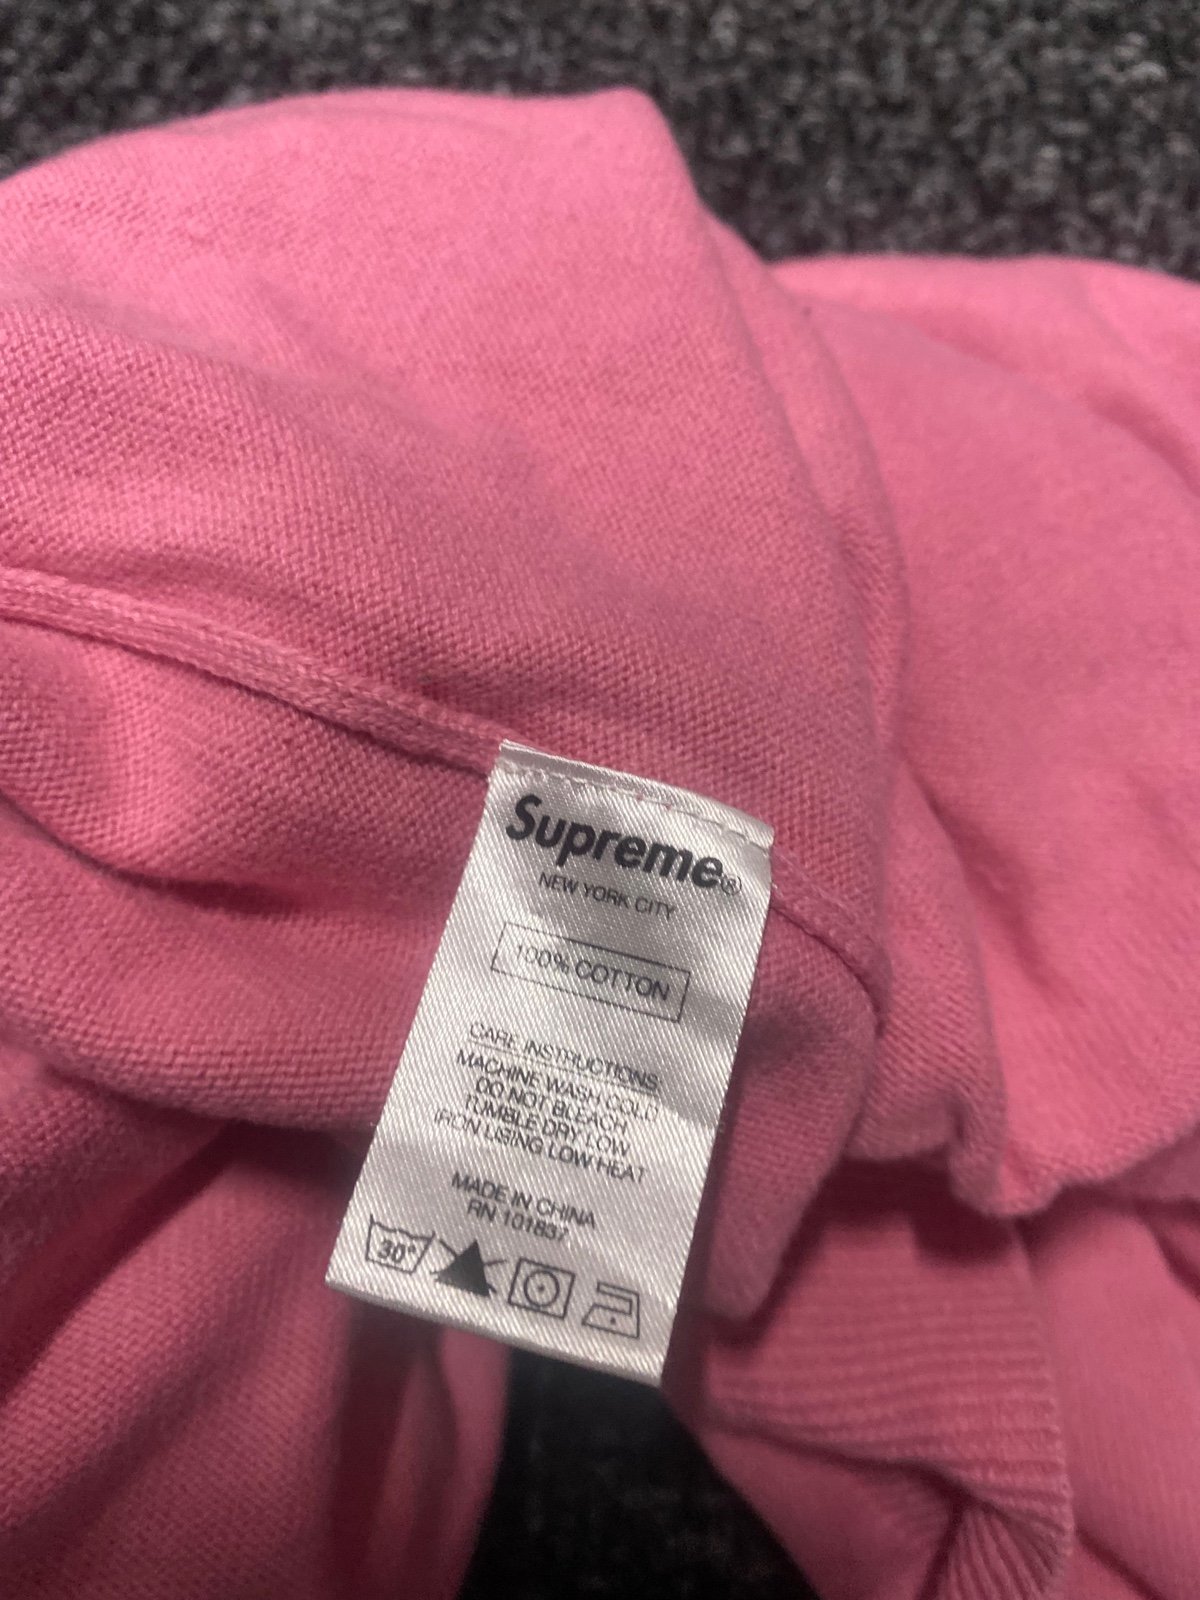 Supreme®
NEW YORK CITY
100% COTTON
CARE INSTRUCTIONS
MACHINE WASH COLD
DO NOT BLEACH
TUMBLE DRY LOW
IRON USING LOW HEAT
MADE IN CHINA
RN 101837
30°